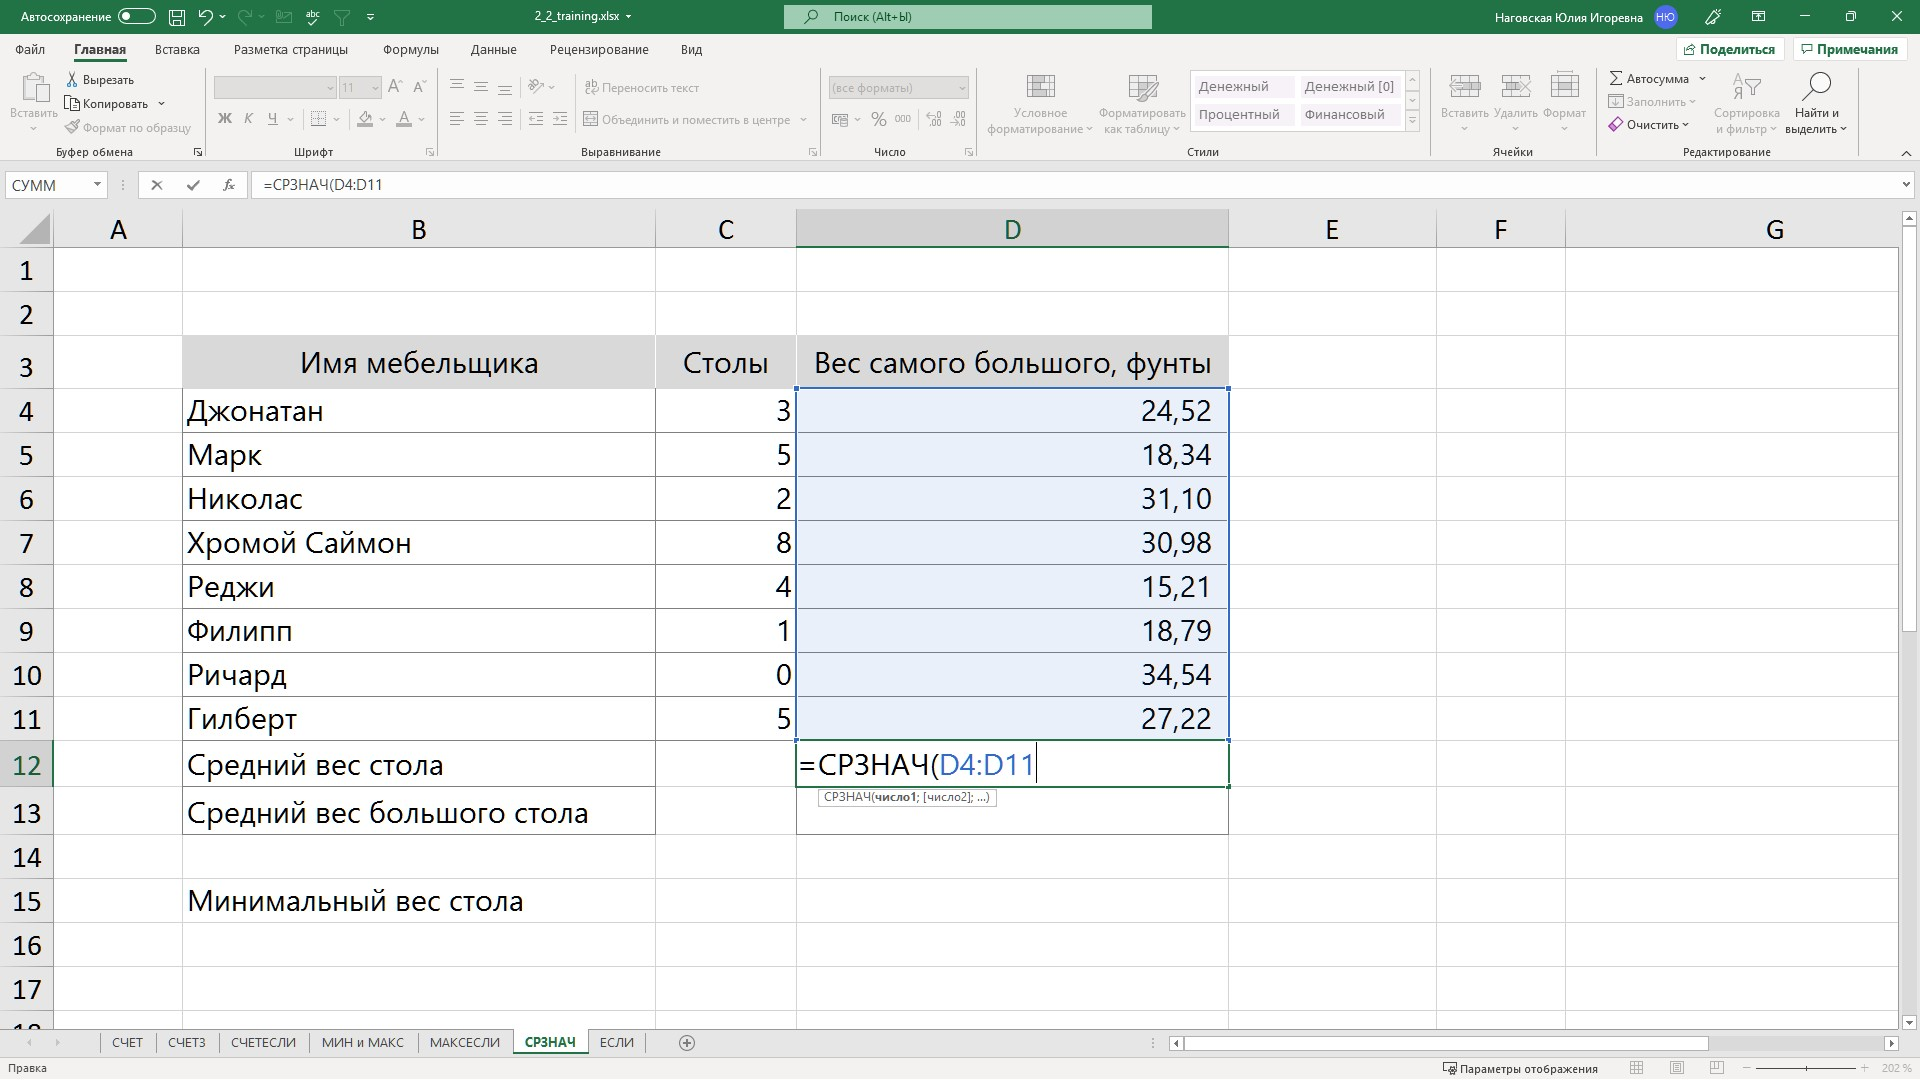 Автосохранение
2_2_training.xlsx
Поиск (Alt+Ы)
Наговская Юлия Игоревна НЮ
Файл Главная Вставка Разметка страницы Формулы Данные Рецензирование Вид
Поделиться Примечания
Вставить
Вырезать
Копировать
Формат по образцу
Буфер обмена
11
Ж К Ч
Шрифт
Переносить текст
Объединить и поместить в центре
Выравнивание
(все форматы)
% 000
Число
Условное форматирование
Форматировать как таблицу
Денежный Денежный [0]
Процентный Финансовый
Стили
Вставить Удалить Формат
Ячейки
Автосумма
Заполнить
Очистить
Сортировка и фильтр
Найти и выделить
Редактирование
СУММ
fx
=СРЗНАЧ(D4:D11
A B C D E F G
1
2
3 Имя мебельщика Столы Вес самого большого, фунты
4 Джонатан 3 24,52
5 Марк 5 18,34
6 Николас 2 31,10
7 Хромой Саймон 8 30,98
8 Реджи 4 15,21
9 Филипп 1 18,79
10 Ричард 0 34,54
11 Гилберт 5 27,22
12 Средний вес стола =СРЗНАЧ(D4:D11
СРЗНАЧ(число1; [число2]; ...)
13 Средний вес большого стола
14
15 Минимальный вес стола
16
17
СЧЕТ СЧЕТЗ СЧЕТЕСЛИ МИН и МАКС МАКСЕСЛИ СРЗНАЧ ЕСЛИ
Правка
Параметры отображения
202 %